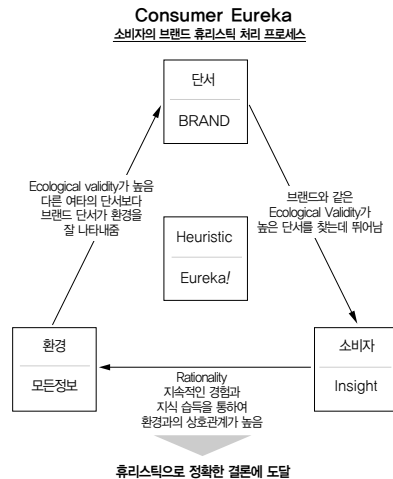 Consumer Eureka
소비자의 브랜드 휴리스틱 처리 프로세스
단서
BRAND
Ecological validity가 높음
다른 여타의 단서보다
브랜드 단서가 환경을
잘 나타내줌
브랜드와 같은
Ecological Validity가
높은 단서를 찾는데 뛰어남
Heuristic
Eureka!
환경
모든정보
소비자
Insight
Rationality
지속적인 경험과
지식 습득을 통하여
환경과의 상호관계가 높음
휴리스틱으로 정확한 결론에 도달